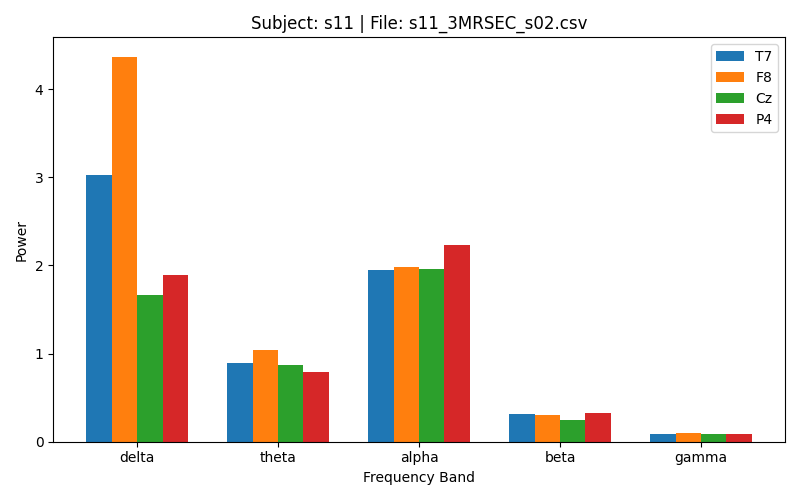 Subject: s11 | File: s11_3MRSEC_s02.csv
T7
F8
Cz
P4
Power
4
3
2
1
0
delta theta alpha beta gamma
Frequency Band